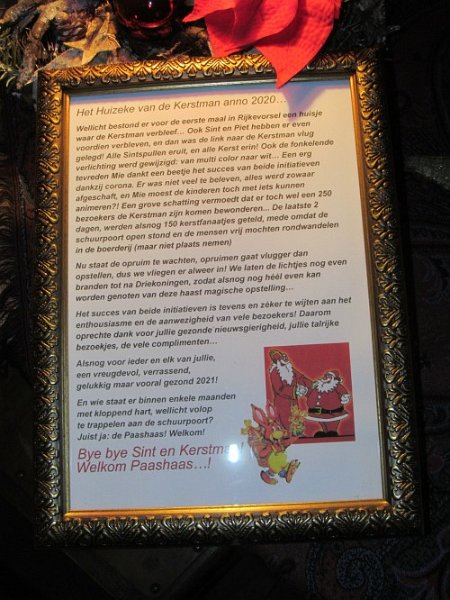 Het Huizeke van de Kerstman anno 2020…
Wellicht bestond er voor de eerste maal in Rijkevorsel een huisje
waar de Kerstman verbleef… Ook Sint en Piet hebben er even
voordien verbleven, en dan was de link naar de Kerstman vlug
gelegd! Alle Sintspullen eruit, en alle Kerst erin! Ook de fonkelende
verlichting werd gewijzigd: van multi color naar wit… Een erg
tevreden Mie dankt een beetje het succes van beide initiatieven
dankzij corona. Er was niet veel te beleven, alles werd zowaar
afgeschaft, en Mie moest de kinderen toch met iets kunnen
animeren?! Een grove schatting vermoedt dat er toch wel een 250
bezoekers de Kerstman zijn komen bewonderen… De laatste 2
dagen, werden alsnog 150 kerstfanaatjes geteld, mede omdat de
schuurpoort open stond en de mensen vrij mochten rondwandelen
in de boerderij (maar niet plaats nemen)
Nu staat de opruim te wachten, opruimen gaat vlugger dan
opstellen, dus we vliegen er alweer in! We laten de lichtjes nog even
branden tot na Driekoningen, zodat alsnog nog héél even kan
worden genoten van deze haast magische opstelling…
Het succes van beide initiatieven is tevens en zéker te wijten aan het
enthousiasme en de aanwezigheid van vele bezoekers! Daarom
oprechte dank voor jullie gezonde nieuwsgierigheid, jullie talrijke
bezoekjes, de vele complimenten…
Alsnog voor ieder en elk van jullie,
een vreugdevol, verrassend,
gelukkig maar vooral gezond 2021!
En wie staat er binnen enkele maanden
met kloppend hart, wellicht volop
te trappelen aan de schuurpoort?
Juist ja: de Paashaas! Welkom!
Bye bye Sint en Kerstman!
Welkom Paashaas…!